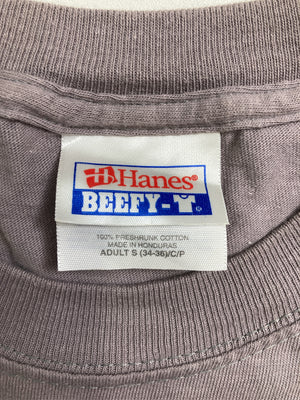 Hanes®
BEEFY-T®
100% PRESHRUNK COTTON
MADE IN HONDURAS
ADULT S (34-36)/C/P